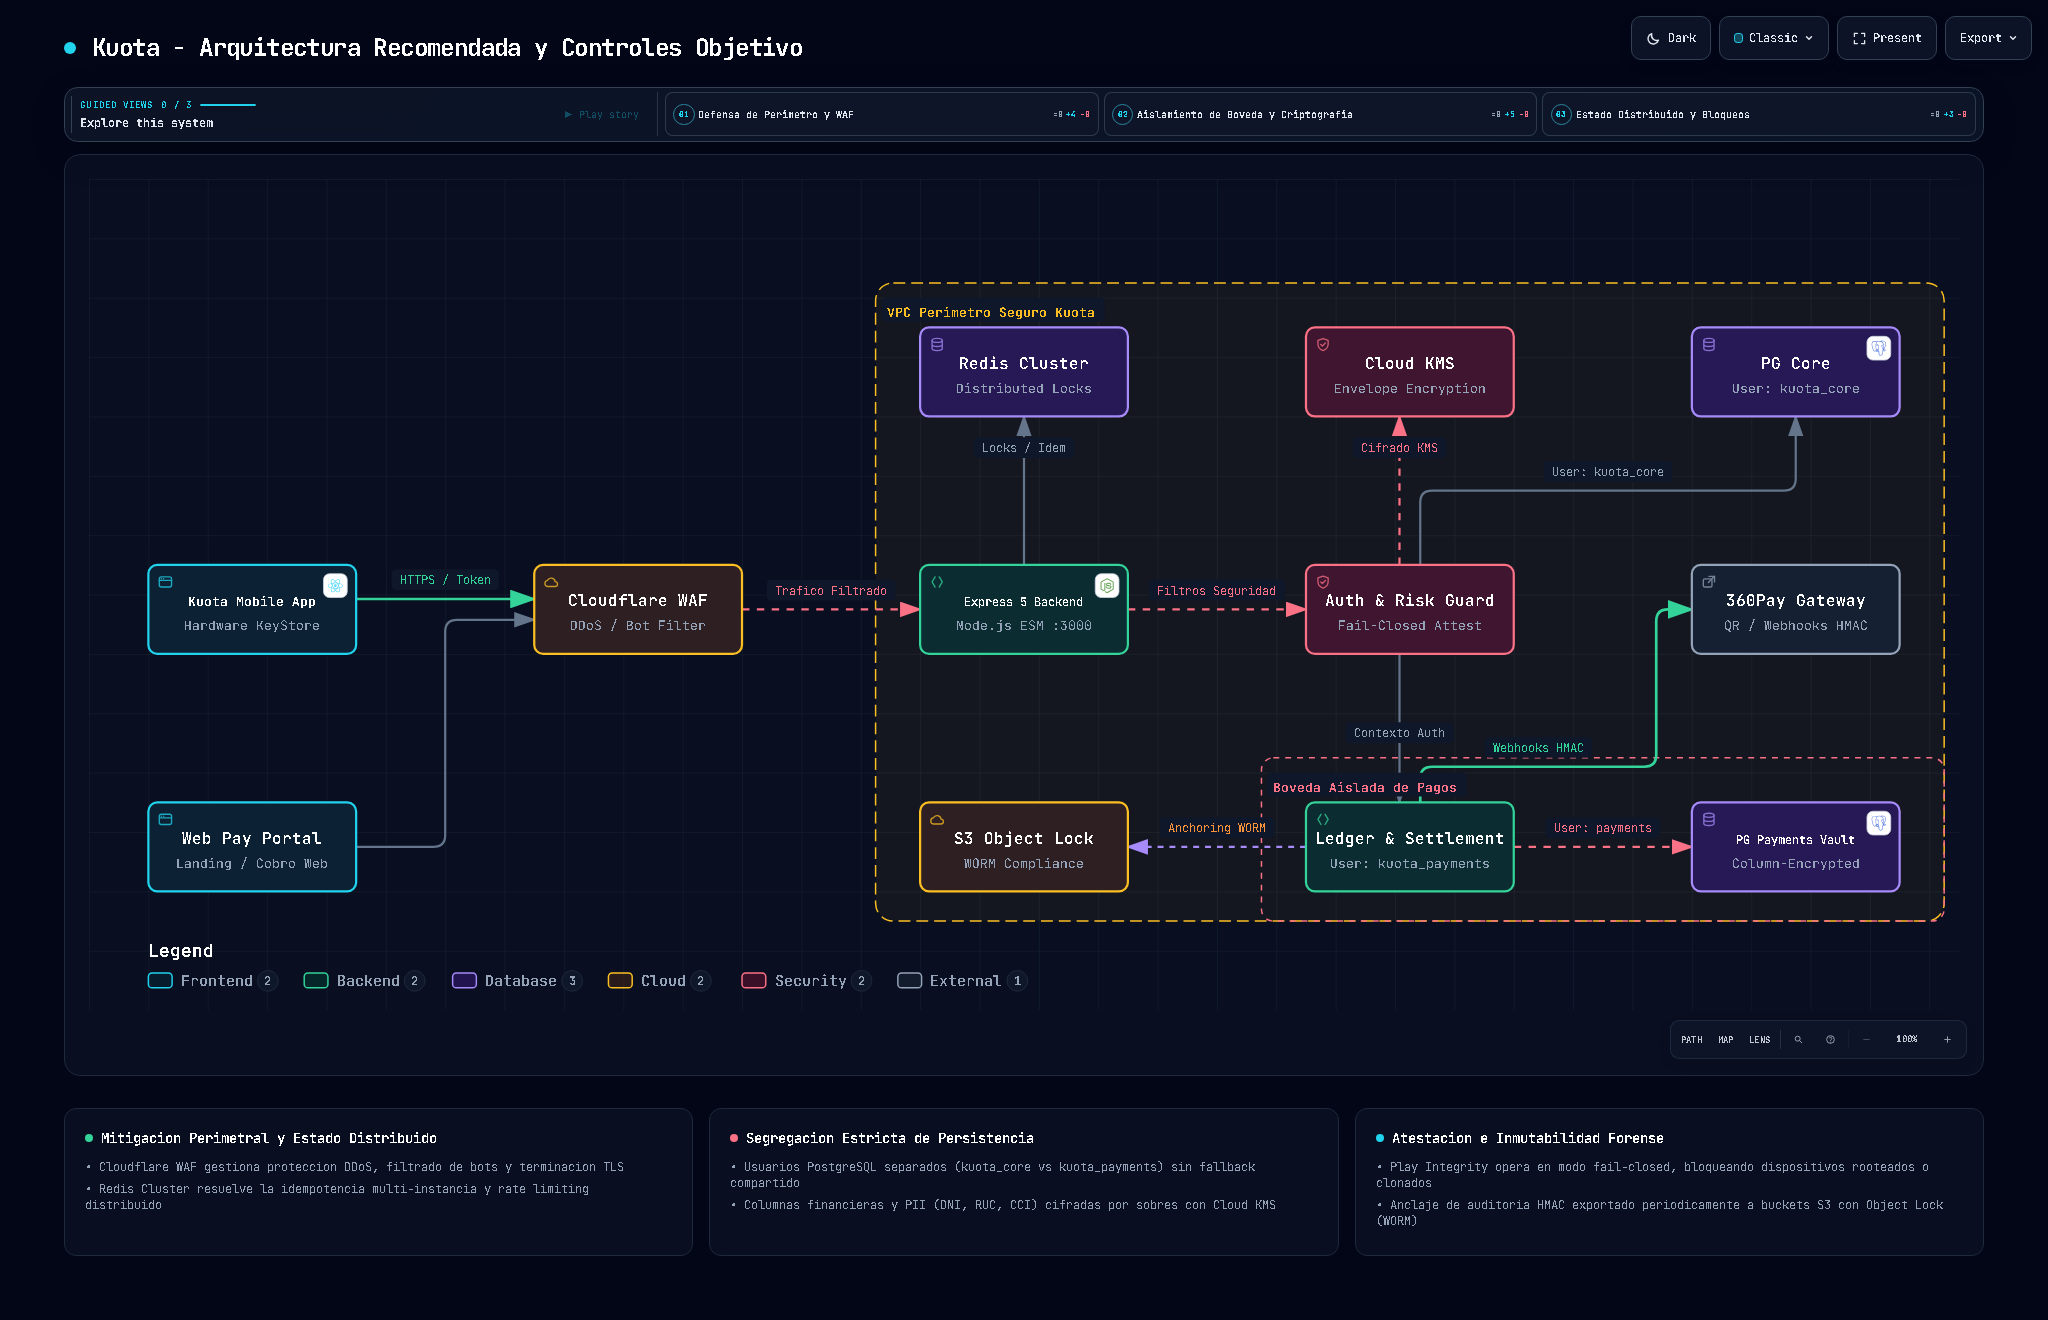 Kuota - Arquitectura Recomendada y Controles Objetivo
Dark
Classic
Present
Export
GUIDED VIEWS 0 / 3
Explore this system
Play story
01 Defensa de Perimetro y WAF =0 +4 -0
02 Aislamiento de Boveda y Criptografia =0 +5 -0
03 Estado Distribuido y Bloqueos =0 +3 -0
VPC Perimetro Seguro Kuota
Redis Cluster
Distributed Locks
Cloud KMS
Envelope Encryption
PG Core
User: kuota_core
Locks / Idem
Cifrado KMS
User: kuota_core
Kuota Mobile App
Hardware KeyStore
HTTPS / Token
Cloudflare WAF
DDoS / Bot Filter
Trafico Filtrado
Express 5 Backend
Node.js ESM :3000
Filtros Seguridad
Auth & Risk Guard
Fail-Closed Attest
360Pay Gateway
QR / Webhooks HMAC
Contexto Auth
Webhooks HMAC
Boveda Aislada de Pagos
Web Pay Portal
Landing / Cobro Web
S3 Object Lock
WORM Compliance
Anchoring WORM
Ledger & Settlement
User: kuota_payments
User: payments
PG Payments Vault
Column-Encrypted
Legend
Frontend 2
Backend 2
Database 3
Cloud 2
Security 2
External 1
PATH
MAP
LENS
100%
Mitigacion Perimetral y Estado Distribuido
• Cloudflare WAF gestiona proteccion DDoS, filtrado de bots y terminacion TLS
• Redis Cluster resuelve la idempotencia multi-instancia y rate limiting
distribuido
Segregacion Estricta de Persistencia
• Usuarios PostgreSQL separados (kuota_core vs kuota_payments) sin fallback
compartido
• Columnas financieras y PII (DNI, RUC, CCI) cifradas por sobres con Cloud KMS
Atestacion e Inmutabilidad Forense
• Play Integrity opera en modo fail-closed, bloqueando dispositivos rooteados o
clonados
• Anclaje de auditoria HMAC exportado periodicamente a buckets S3 con Object Lock
(WORM)